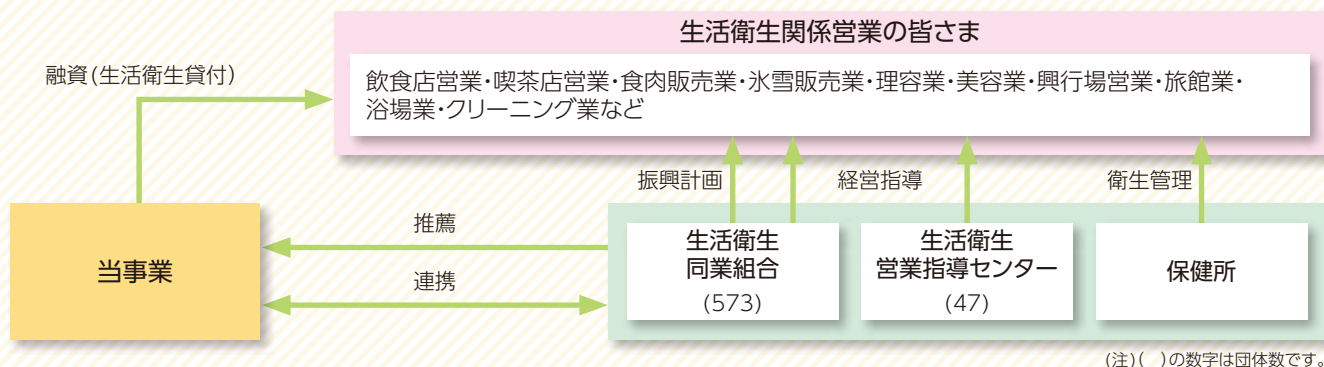 生活衛生関係営業の皆さま
融資(生活衛生貸付)
飲食店営業・喫茶店営業・食肉販売業・氷雪販売業・理容業・美容業・興行場営業・旅館業・
浴場業・クリーニング業など
振興計画
経営指導
衛生管理
当事業
推薦
連携
生活衛生
同業組合
(573)
生活衛生
営業指導センター
(47)
保健所
(注)( )の数字は団体数です。